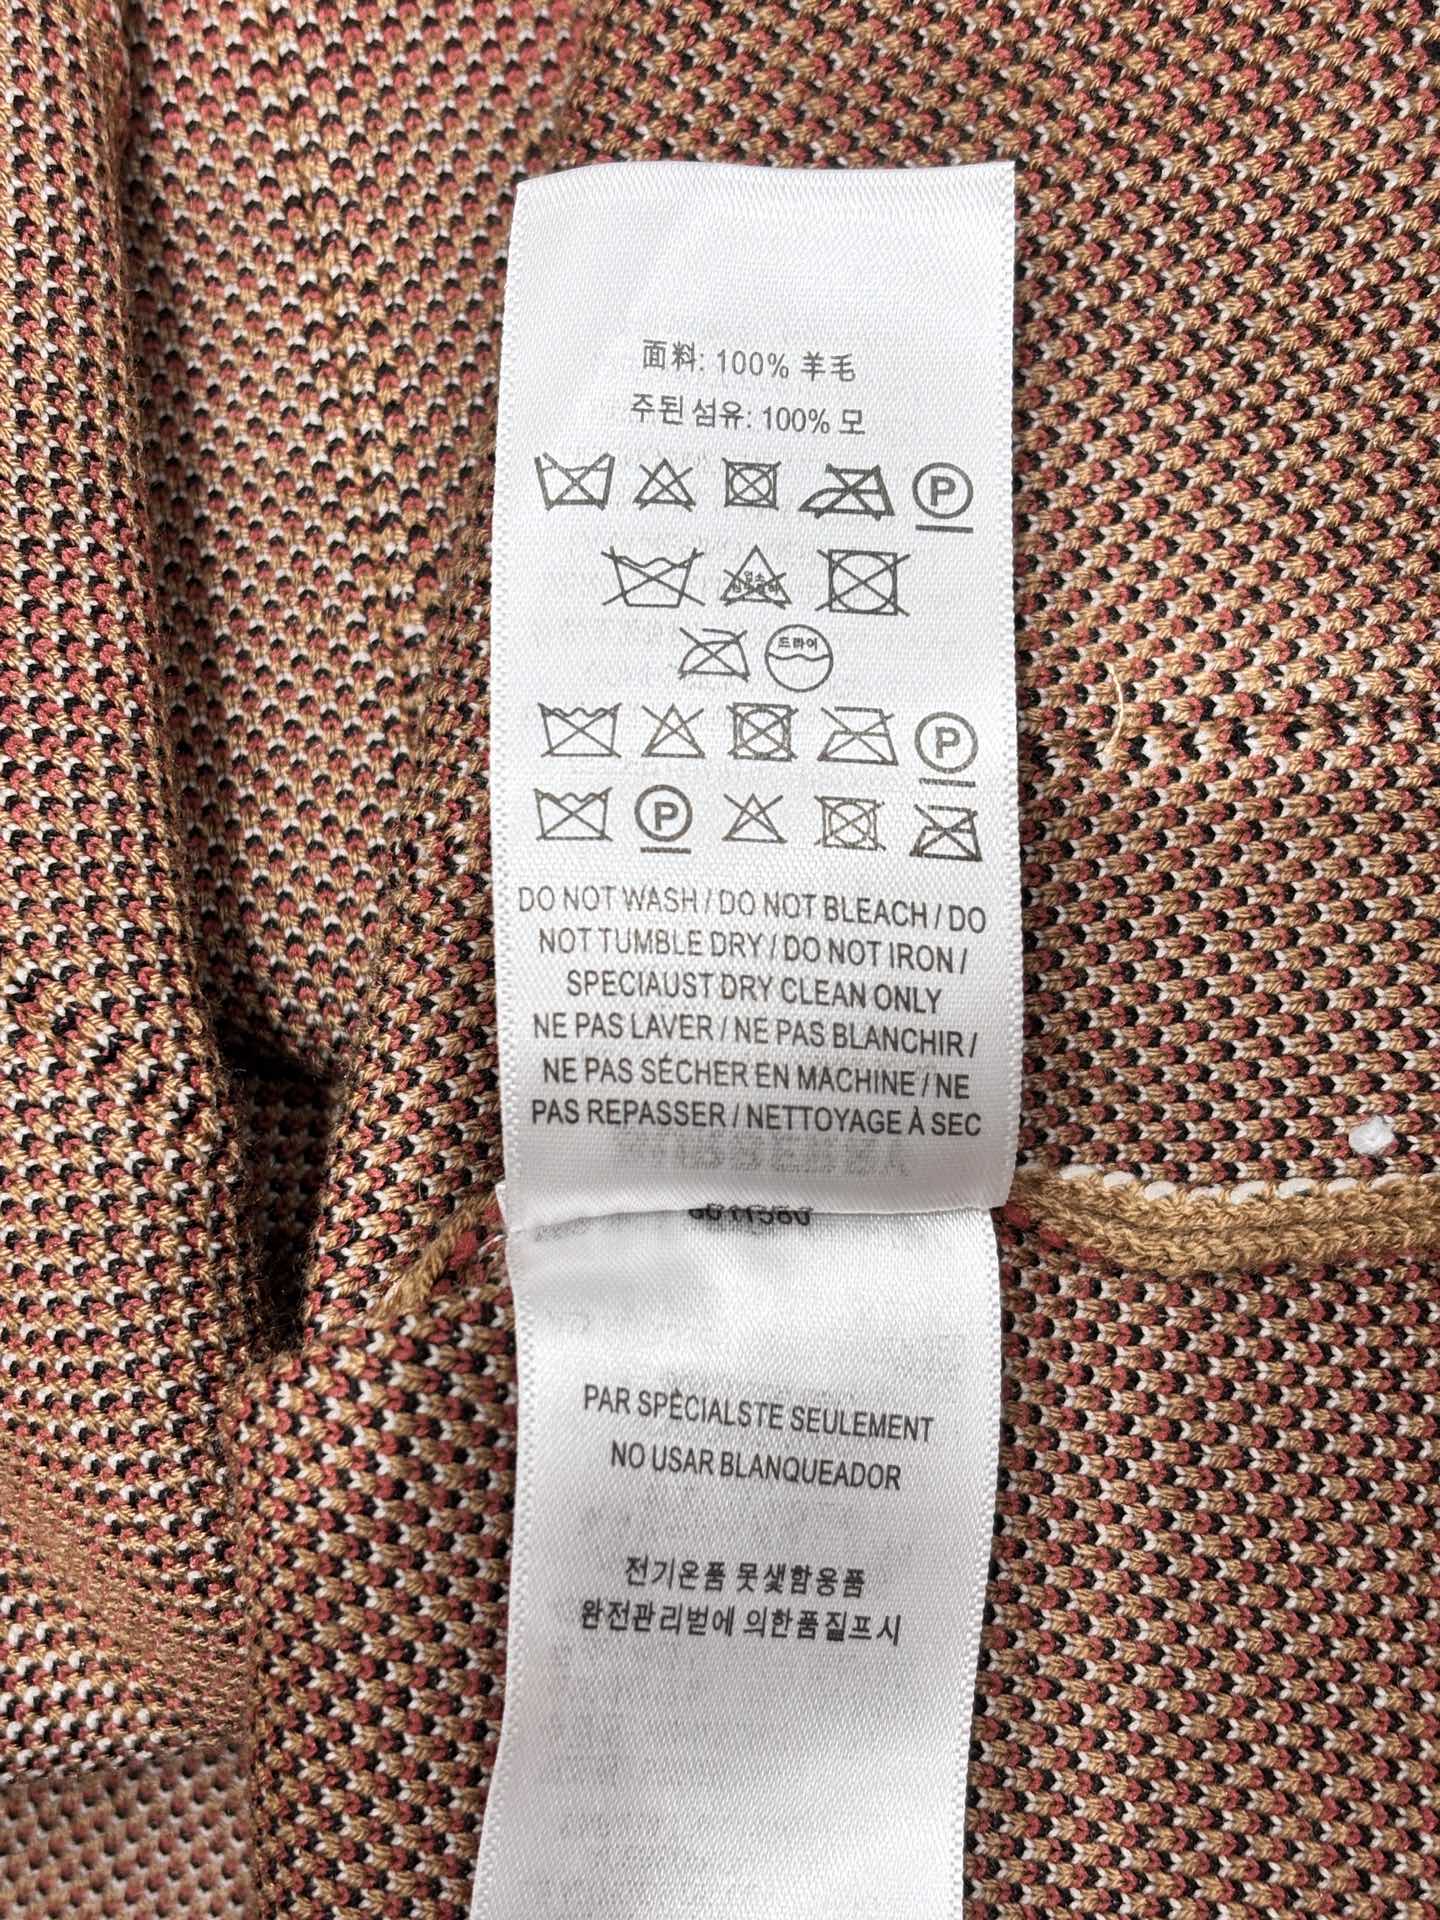 面料: 100% 羊毛
주된 섬유: 100% 모
P
드라이
P
P
DO NOT WASH / DO NOT BLEACH / DO
NOT TUMBLE DRY / DO NOT IRON /
SPECIAUST DRY CLEAN ONLY
NE PAS LAVER / NE PAS BLANCHIR /
NE PAS SÉCHER EN MACHINE / NE
PAS REPASSER / NETTOYAGE À SEC
PAR SPÉCIALSTE SEULEMENT
NO USAR BLANQUEADOR
전기온품 못샟함용품
완전관리벋에 의한품질프시